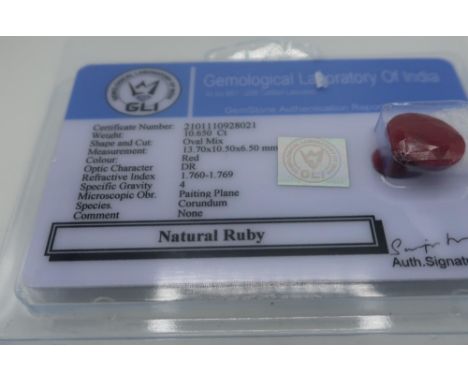 Gemological Laboratory Of India
GemStone Authentication Report
GLI
Certificate Number 2101110928021
Weight: 10.650 Ct
Shape and Cut: Oval Mix
Measurement: 13.70x10.50x6.50 mm
Colour: Red
Optic Character DR
Refractive Index 1.760-1.769
Specific Gravity 4
Microscopic Obr. Paiting Plane
Species. Corundum
Comment None
GLI
Natural Ruby
Auth.Signatu